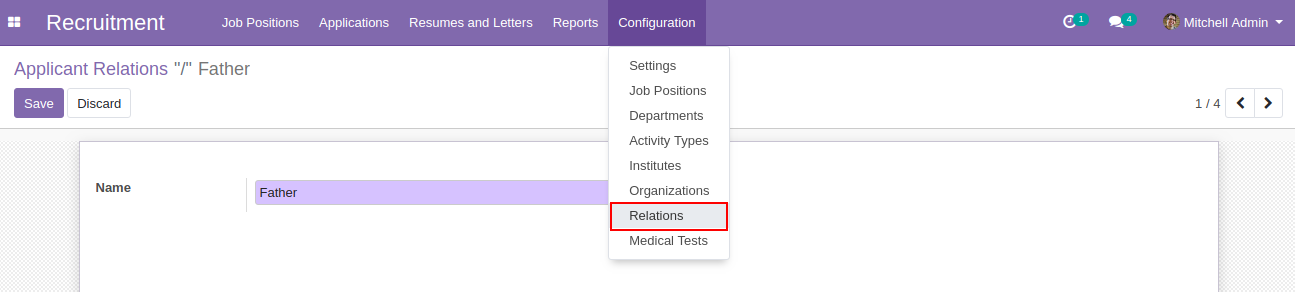 Recruitment Job Positions Applications Resumes and Letters Reports Configuration 1 4 Mitchell Admin
Applicant Relations "/" Father
Save Discard 1 / 4
Settings
Job Positions
Departments
Activity Types
Institutes
Organizations
Relations
Medical Tests
Name Father